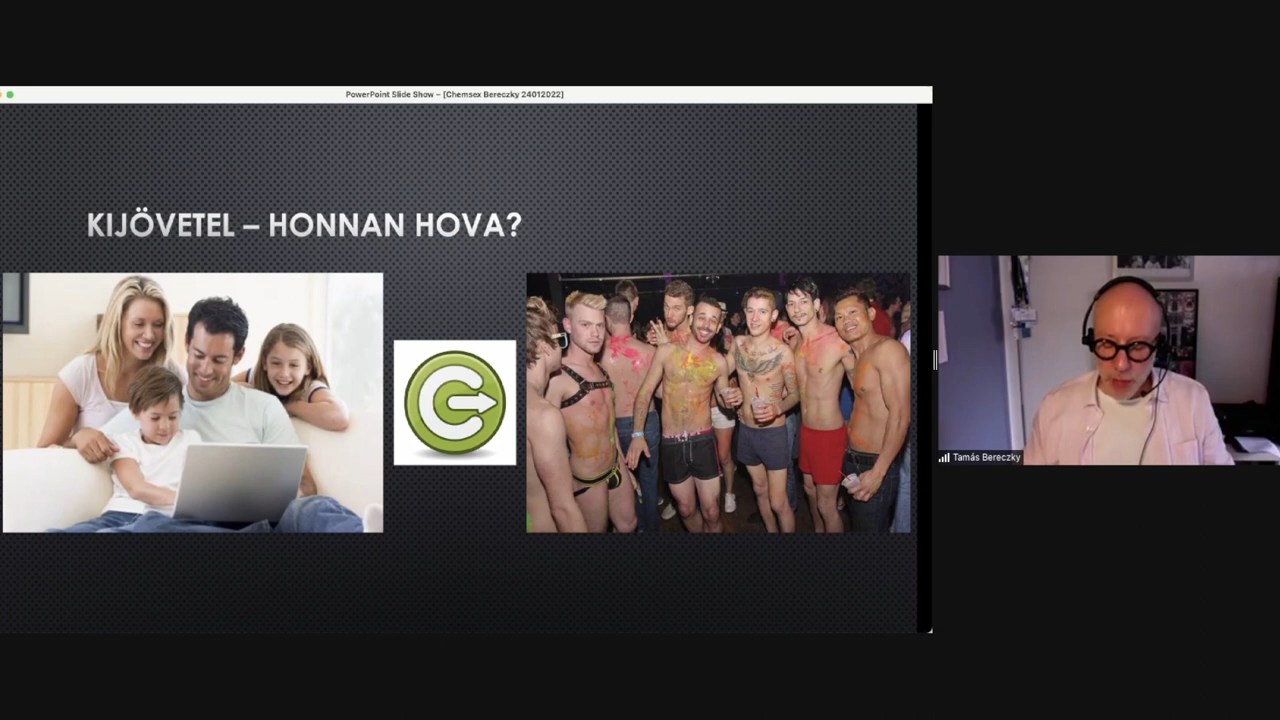 PowerPoint Slide Show – [Chemsex Bereczky 24012022]
KIJÖVETEL – HONNAN HOVA?
Tamás Bereczky